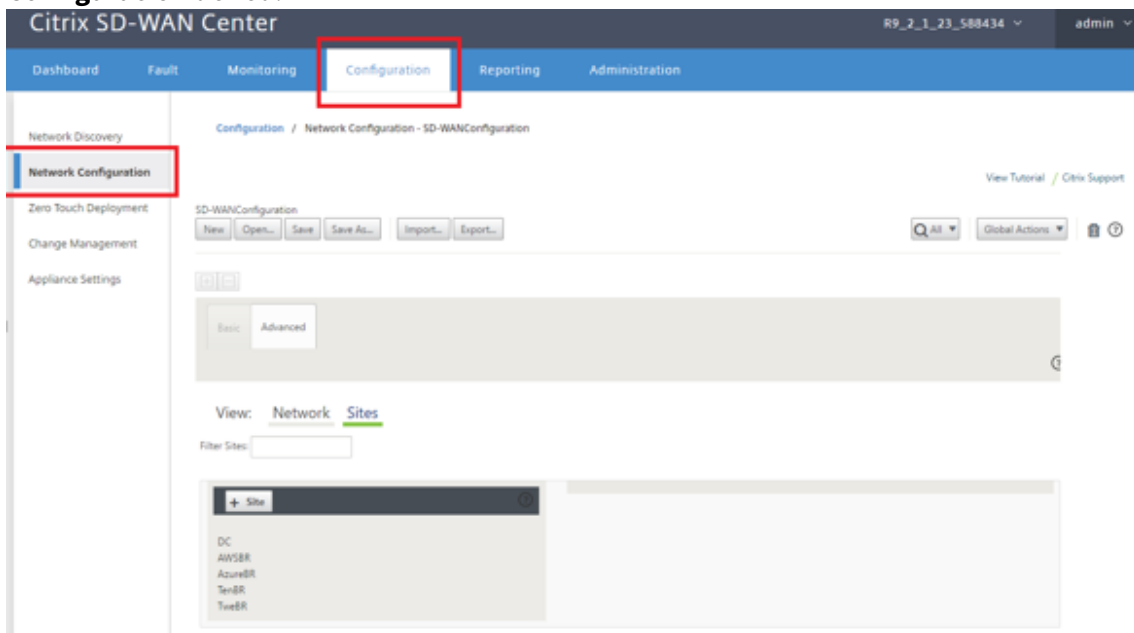 Citrix SD-WAN Center
R9_2_1_23_588434
admin
Dashboard Fault Monitoring Configuration Reporting Administration
Network Discovery
Configuration / Network Configuration - SD-WANConfiguration
Network Configuration
View Tutorial / Citrix Support
Zero Touch Deployment
SD-WANConfiguration
New Open... Save Save As... Import... Export... All Global Actions
Change Management
Appliance Settings
Basic Advanced
View: Network Sites
Filter Sites:
+ Site
DC
AWSBR
AzureBR
TenBR
TweBR